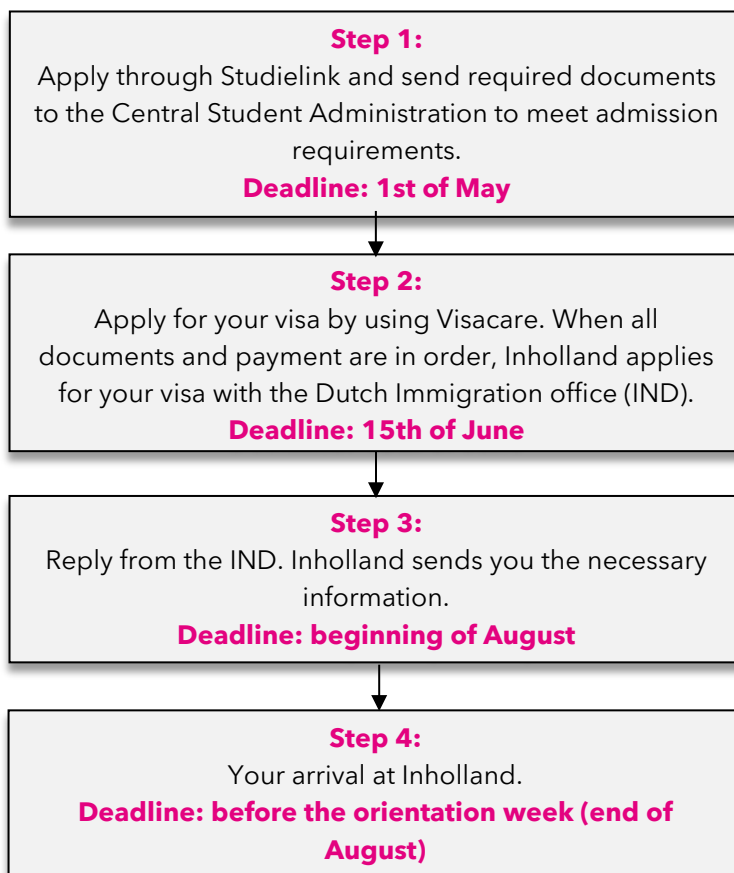 Step 1:
Apply through Studielink and send required documents
to the Central Student Administration to meet admission
requirements.
Deadline: 1st of May
Step 2:
Apply for your visa by using Visacare. When all
documents and payment are in order, Inholland applies
for your visa with the Dutch Immigration office (IND).
Deadline: 15th of June
Step 3:
Reply from the IND. Inholland sends you the necessary
information.
Deadline: beginning of August
Step 4:
Your arrival at Inholland.
Deadline: before the orientation week (end of
August)